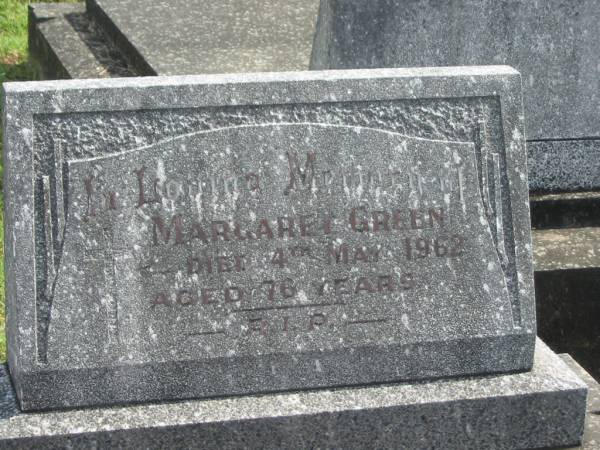 In Loving Memory of
MARGARET GREEN
DIED 4TH MAY 1962
AGED 76 YEARS
R.I.P.